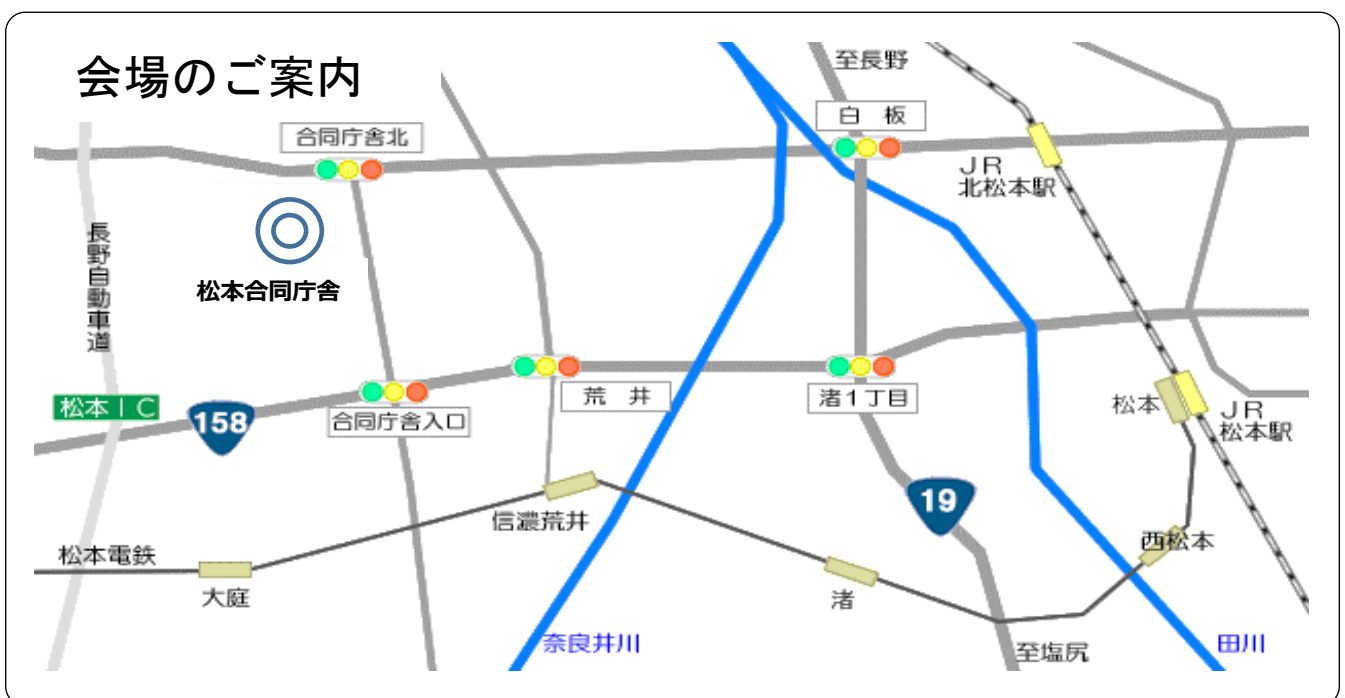 会場のご案内
至長野
白 板
合同庁舎北
JR
北松本駅
長野自動車道
松本合同庁舎
松本IC
158
合同庁舎入口
荒 井
渚1丁目
松本
JR
松本駅
19
信濃荒井
西松本
松本電鉄
大庭
渚
奈良井川
至塩尻
田川